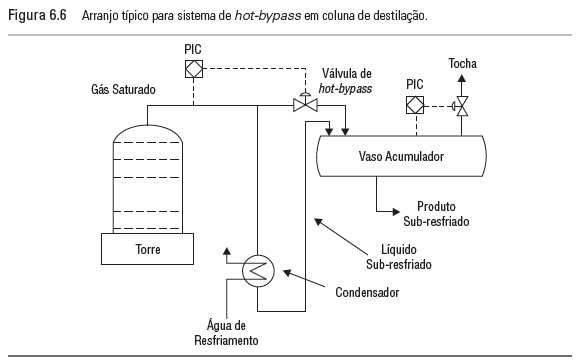 Figura 6.6 Arranjo típico para sistema de hot-bypass em coluna de destilação.
PIC
Válvula de
hot-bypass
Tocha
PIC
Gás Saturado
Vaso Acumulador
Produto
Sub-resfriado
Torre
Líquido
Sub-resfriado
Condensador
Água de
Resfriamento